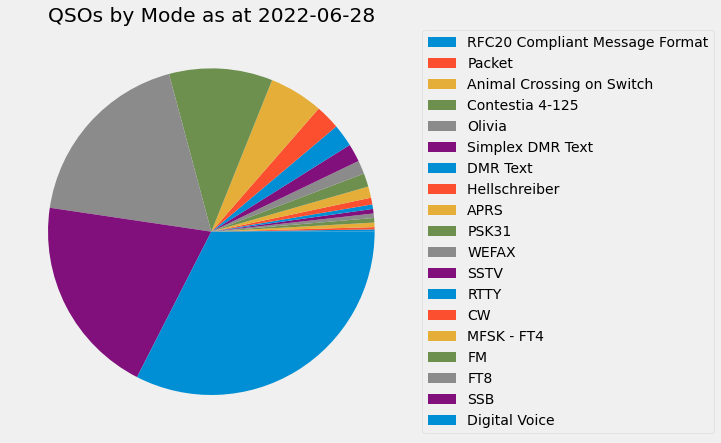 QSOs by Mode as at 2022-06-28
RFC20 Compliant Message Format
Packet
Animal Crossing on Switch
Contestia 4-125
Olivia
Simplex DMR Text
DMR Text
Hellschreiber
APRS
PSK31
WEFAX
SSTV
RTTY
CW
MFSK - FT4
FM
FT8
SSB
Digital Voice